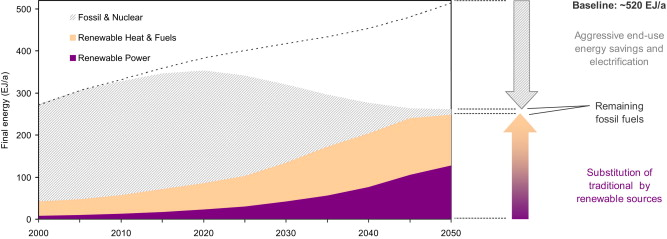 Final energy (EJ/a)
500
400
300
200
100
0
Fossil & Nuclear
Renewable Heat & Fuels
Renewable Power
2000
2010
2020
2030
2040
2050
Baseline: ~520 EJ/a
Aggressive end-use
energy savings and
electrification
Remaining
fossil fuels
Substitution of
traditional by
renewable sources